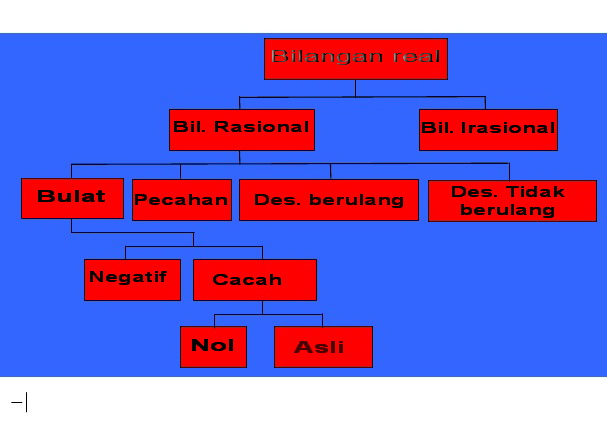 Bilangan real
Bil. Rasional
Bil. Irasional
Bulat
Pecahan
Des. berulang
Des. Tidak
berulang
Negatif
Cacah
Nol
Asli
–|